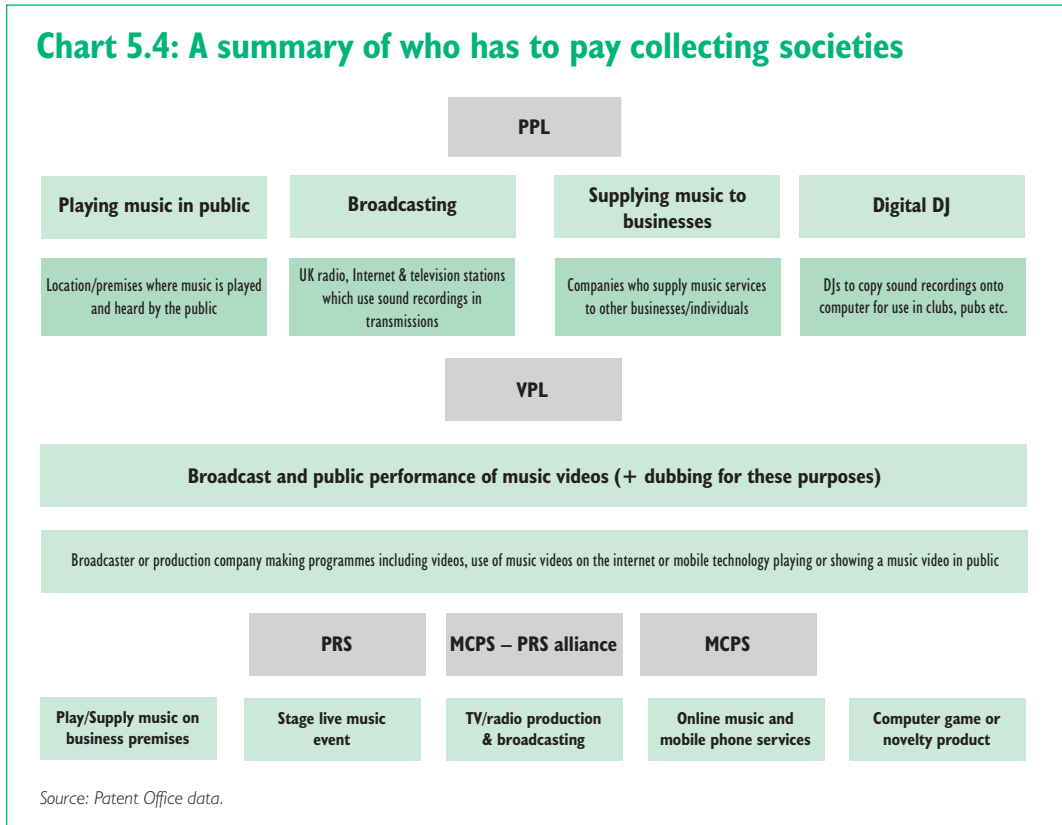 Chart 5.4: A summary of who has to pay collecting societies
PPL
Playing music in public
Broadcasting
Supplying music to
businesses
Digital DJ
Location/premises where music is played
and heard by the public
UK radio, Internet & television stations
which use sound recordings in
transmissions
Companies who supply music services
to other businesses/individuals
DJs to copy sound recordings onto
computer for use in clubs, pubs etc.
VPL
Broadcast and public performance of music videos (+ dubbing for these purposes)
Broadcaster or production company making programmes including videos, use of music videos on the internet or mobile technology playing or showing a music video in public
PRS
MCPS – PRS alliance
MCPS
Play/Supply music on
business premises
Stage live music
event
TV/radio production
& broadcasting
Online music and
mobile phone services
Computer game or
novelty product
Source: Patent Office data.